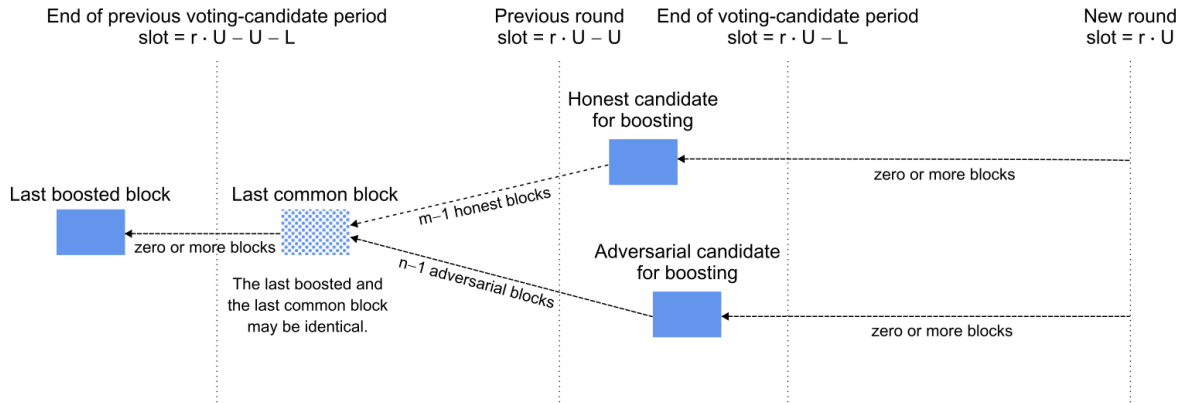 End of previous voting-candidate period
slot = r · U – U – L
Previous round
slot = r · U – U
End of voting-candidate period
slot = r · U – L
New round
slot = r · U
Honest candidate
for boosting
zero or more blocks
m–1 honest blocks
Last boosted block
Last common block
zero or more blocks
The last boosted and
the last common block
may be identical.
n–1 adversarial blocks
Adversarial candidate
for boosting
zero or more blocks